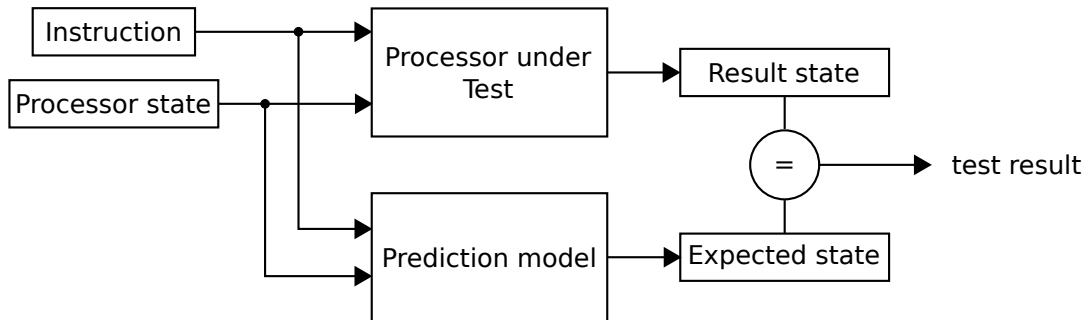 Instruction
Processor state
Processor under
Test
Result state
=
test result
Prediction model
Expected state